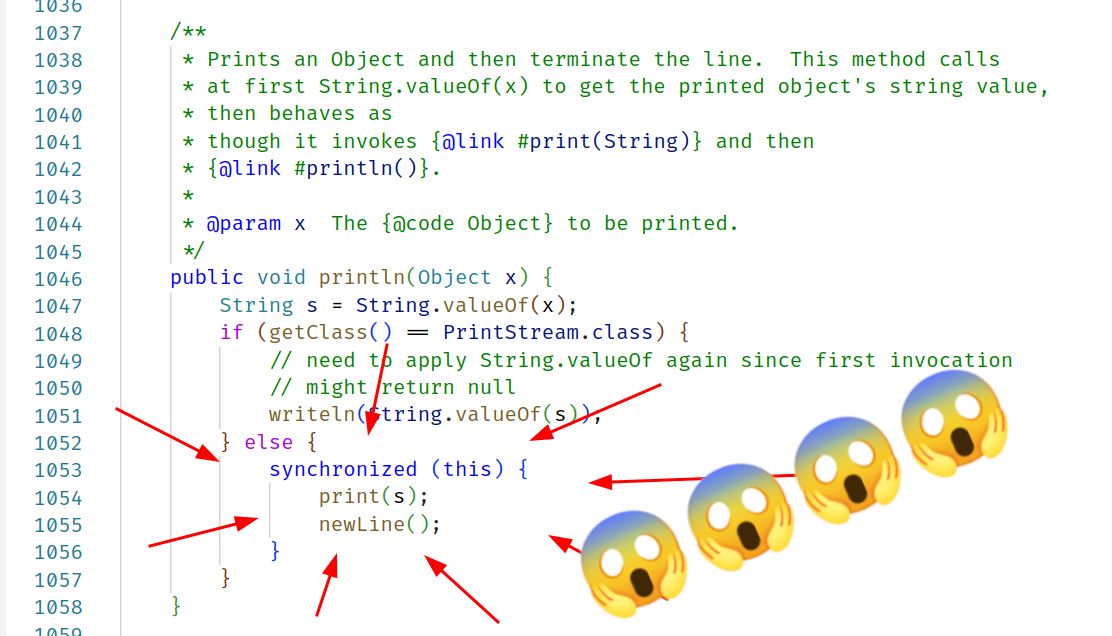 1036
1037 /**
1038 * Prints an Object and then terminate the line.  This method calls
1039 * at first String.valueOf(x) to get the printed object's string value,
1040 * then behaves as
1041 * though it invokes {@link #print(String)} and then
1042 * {@link #println()}.
1043 *
1044 * @param x  The {@code Object} to be printed.
1045 */
1046 public void println(Object x) {
1047 String s = String.valueOf(x);
1048 if (getClass() == PrintStream.class) {
1049 // need to apply String.valueOf again since first invocation
1050 // might return null
1051 writeln(String.valueOf(s));
1052 } else {
1053 synchronized (this) {
1054 print(s);
1055 newLine();
1056 }
1057 }
1058 }
1059